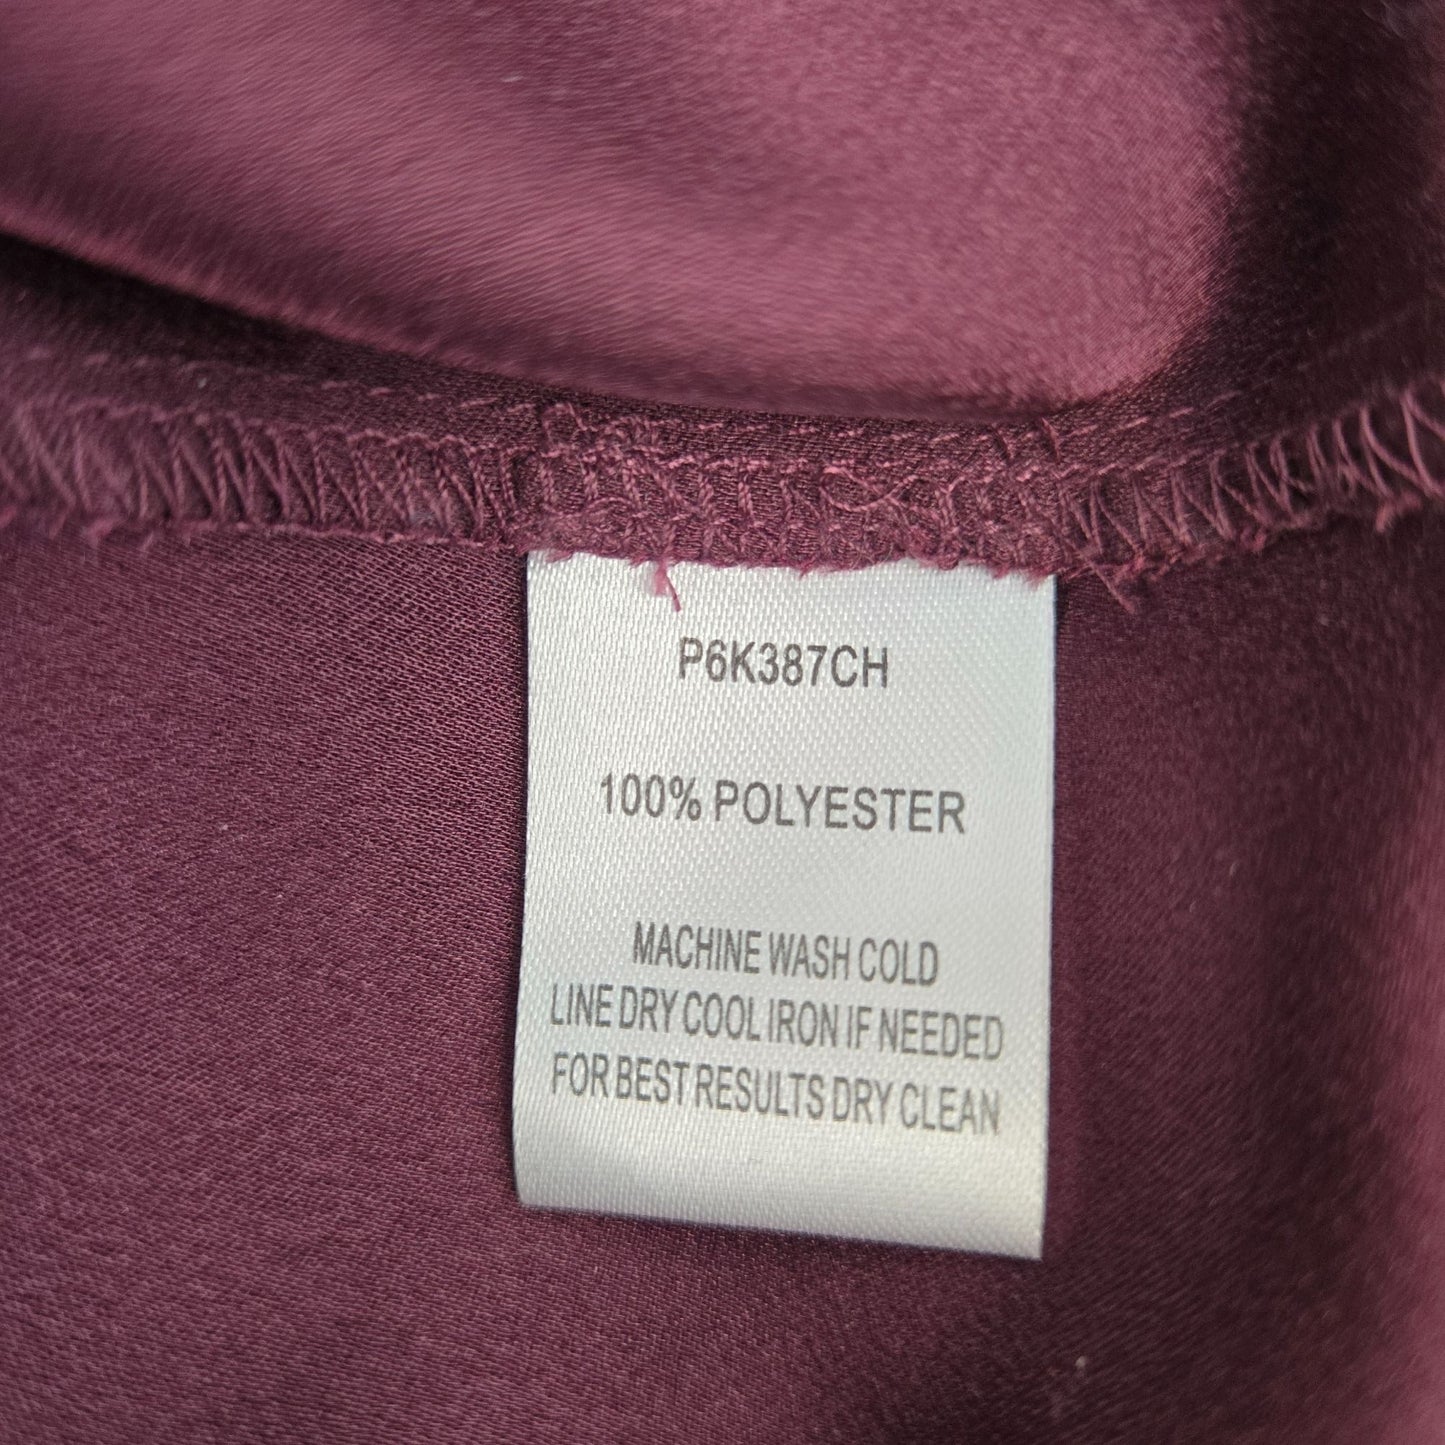 P6K387CH
100% POLYESTER
MACHINE WASH COLD
LINE DRY COOL IRON IF NEEDED
FOR BEST RESULTS DRY CLEAN